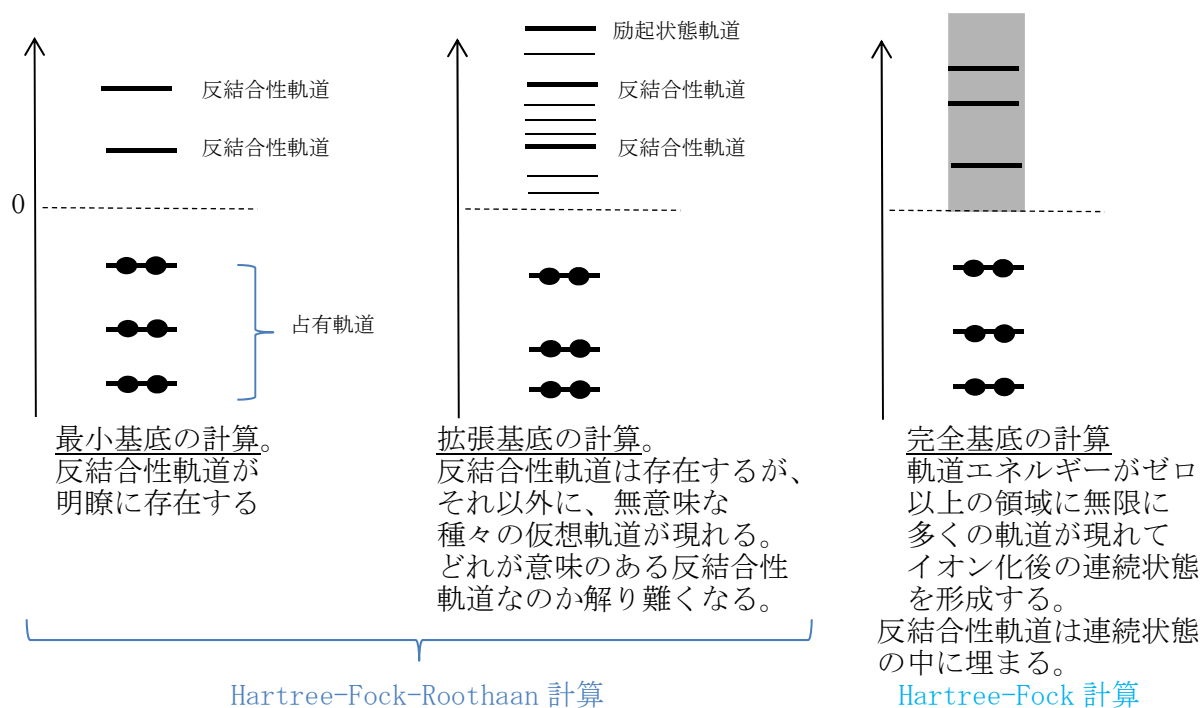 励起状態軌道
反結合性軌道
反結合性軌道
反結合性軌道
反結合性軌道
0
占有軌道
最小基底の計算。
反結合性軌道が
明瞭に存在する
拡張基底の計算。
反結合性軌道は存在するが、
それ以外に、無意味な
種々の仮想軌道が現れる。
どれが意味のある反結合性
軌道なのか解り難くなる。
完全基底の計算
軌道エネルギーがゼロ
以上の領域に無限に
多くの軌道が現れて
イオン化後の連続状態
を形成する。
反結合性軌道は連続状態
の中に埋まる。
Hartree-Fock-Roothaan 計算
Hartree-Fock 計算